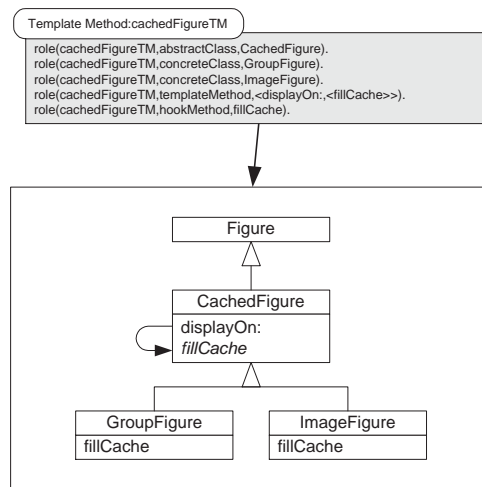 Template Method:cachedFigureTM
role(cachedFigureTM,abstractClass,CachedFigure).
role(cachedFigureTM,concreteClass,GroupFigure).
role(cachedFigureTM,concreteClass,ImageFigure).
role(cachedFigureTM,templateMethod,<displayOn:,<fillCache>>).
role(cachedFigureTM,hookMethod,fillCache).
Figure
CachedFigure
displayOn:
fillCache
GroupFigure
fillCache
ImageFigure
fillCache